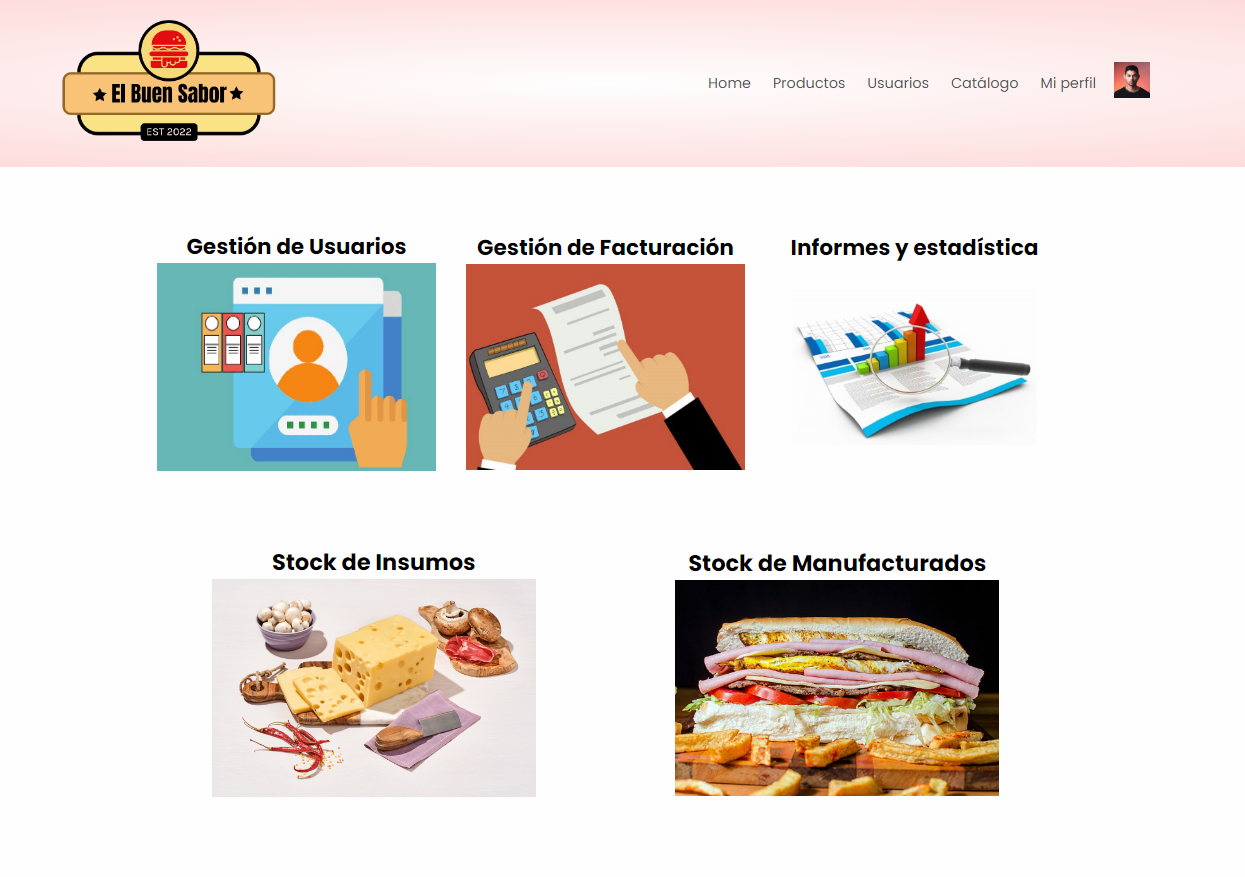 El Buen Sabor
EST 2022
Home Productos Usuarios Catálogo Mi perfil
Gestión de Usuarios
Gestión de Facturación
Informes y estadística
Stock de Insumos
Stock de Manufacturados